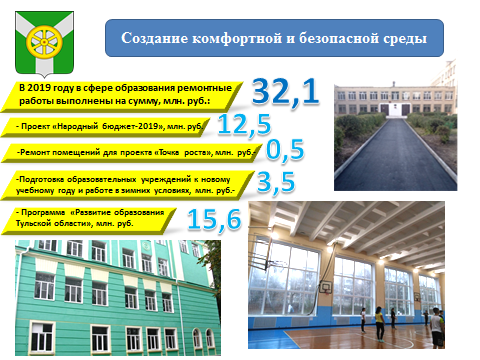 Создание комфортной и безопасной среды
В 2019 году в сфере образования ремонтные
работы выполнены на сумму, млн. руб.:
32,1
- Проект «Народный бюджет-2019», млн. руб.
12,5
-Ремонт помещений для проекта «Точка роста», млн. руб.-
0,5
-Подготовка образовательных учреждений к новому
учебному году и работе в зимних условиях, млн. руб.-
3,5
- Программа «Развитие образования
Тульской области», млн. руб.
15,6